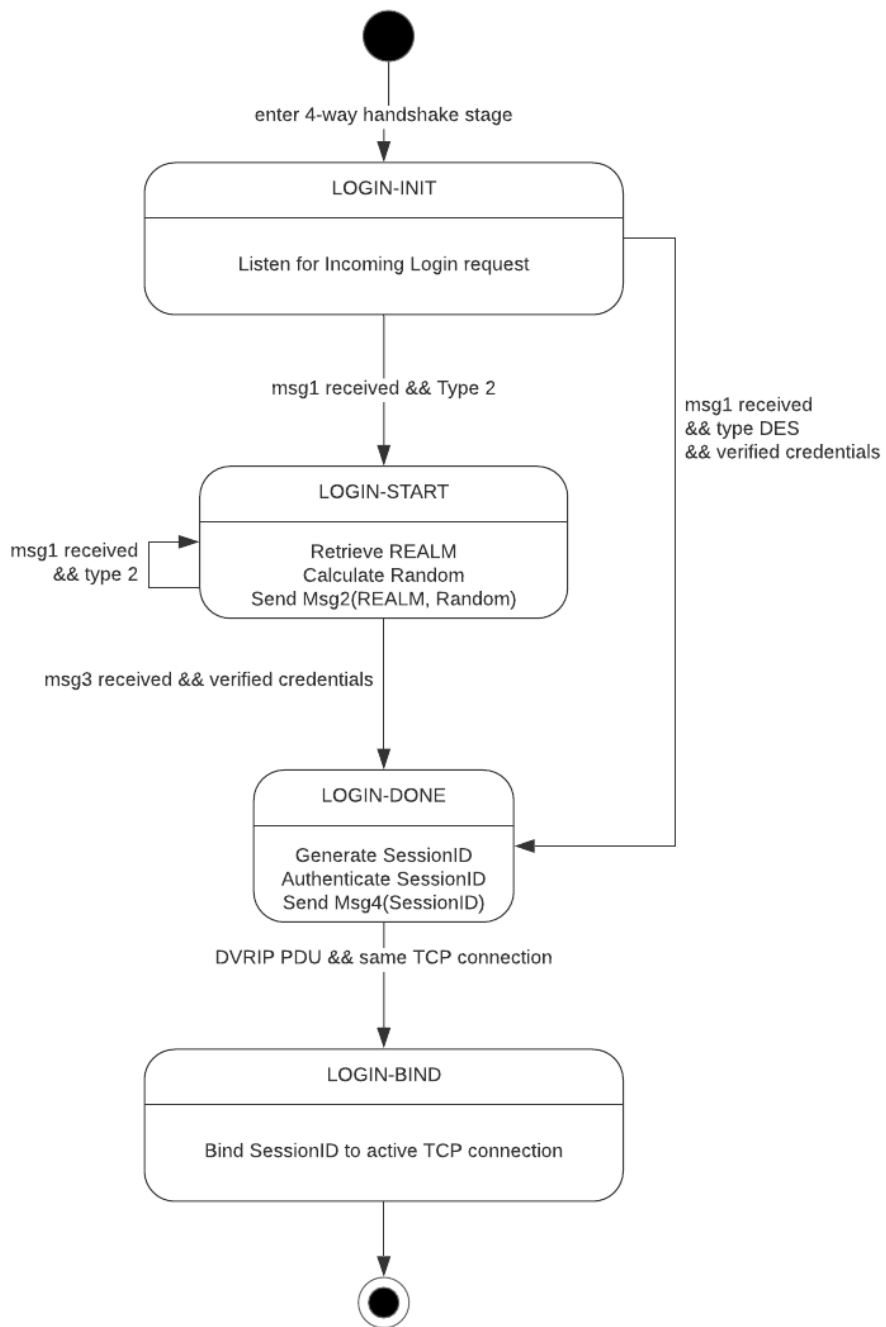 enter 4-way handshake stage
LOGIN-INIT
Listen for Incoming Login request
msg1 received && Type 2
msg1 received
&& type DES
&& verified credentials
LOGIN-START
Retrieve REALM
Calculate Random
Send Msg2(REALM, Random)
msg1 received
&& type 2
msg3 received && verified credentials
LOGIN-DONE
Generate SessionID
Authenticate SessionID
Send Msg4(SessionID)
DVRIP PDU && same TCP connection
LOGIN-BIND
Bind SessionID to active TCP connection